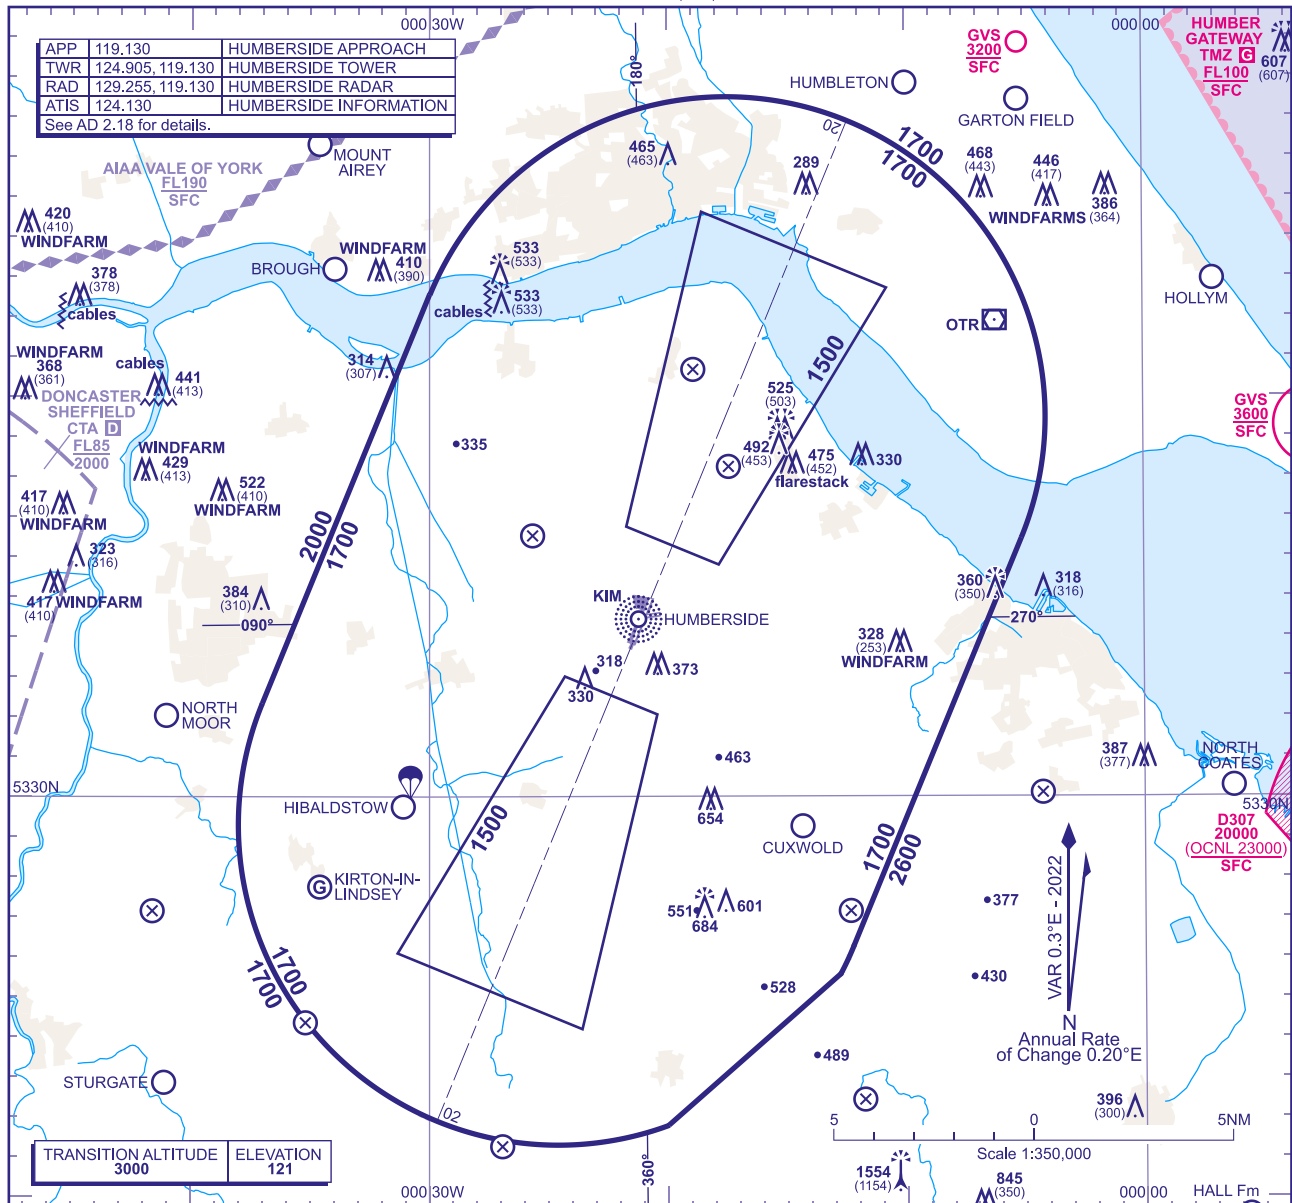 00030W
000000
APP 119.130 HUMBERSIDE APPROACH
TWR 124.905, 119.130 HUMBERSIDE TOWER
RAD 129.255, 119.130 HUMBERSIDE RADAR
ATIS 124.130 HUMBERSIDE INFORMATION
See AD 2.18 for details.
180°
GVS
3200
SFC
HUMBER
GATEWAY
TMZ G
FL100
SFC
607
(607)
HUMBLETON
GARTON FIELD
MOUNT
AIREY
AIAA VALE OF YORK
FL190
SFC
20
1700
1700
465
(463)
289
468
(443)
446
(417)
386
(364)
WINDFARMS
420
(410)
WINDFARM
378
(378)
cables
BROUGH
WINDFARM
410
(390)
533
(533)
cables
533
(533)
HOLLYM
OTR
WINDFARM
368
(361)
cables
441
(413)
314
(307)
1500
DONCASTER
SHEFFIELD
CTA D
FL85
2000
GVS
3600
SFC
525
(503)
492
(453)
475
(452)
flarestack
330
335
WINDFARM
429
(413)
522
(410)
WINDFARM
417
(410)
WINDFARM
323
(316)
417 WINDFARM
(410)
2000
1700
384
(310)
090°
KIM
HUMBERSIDE
360
(350)
318
(316)
270°
328
(253)
WINDFARM
318
330
373
NORTH
MOOR
463
387
(377)
NORTH
COATES
5330N
5330N
HIBALDSTOW
654
CUXWOLD
1500
1700
2600
D307
20000
(OCNL 23000)
SFC
G
KIRTON-IN-
LINDSEY
551
684
601
377
VAR 0.3°E - 2022
N
Annual Rate
of Change 0.20°E
1700
1700
528
430
489
STURGATE
02
396
(300)
5 0 5NM
Scale 1:350,000
TRANSITION ALTITUDE
3000
ELEVATION
121
360°
1554
(1154)
845
(350)
000030W
000000
HALL Fm